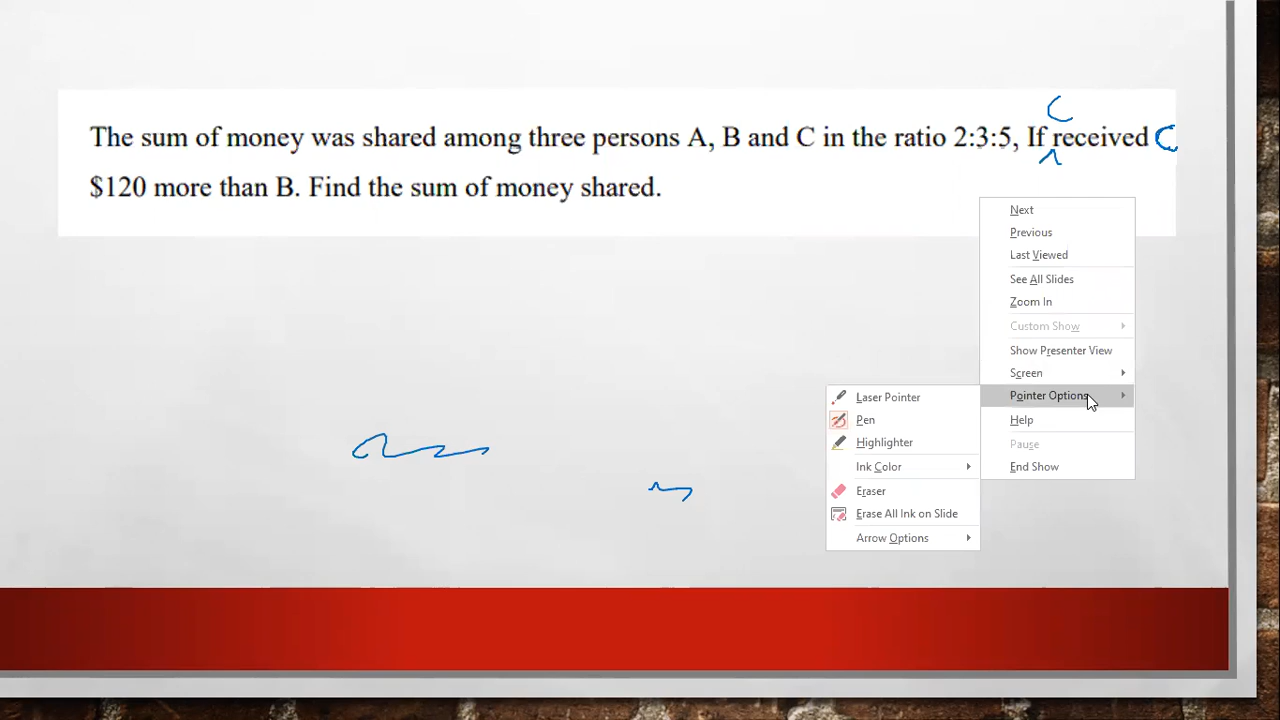 C
The sum of money was shared among three persons A, B and C in the ratio 2:3:5, If received C
$120 more than B. Find the sum of money shared.
Next
Previous
Last Viewed
See All Slides
Zoom In
Custom Show
Show Presenter View
Screen
Pointer Options
Help
Pause
End Show
Laser Pointer
Pen
Highlighter
Ink Color
Eraser
Erase All Ink on Slide
Arrow Options